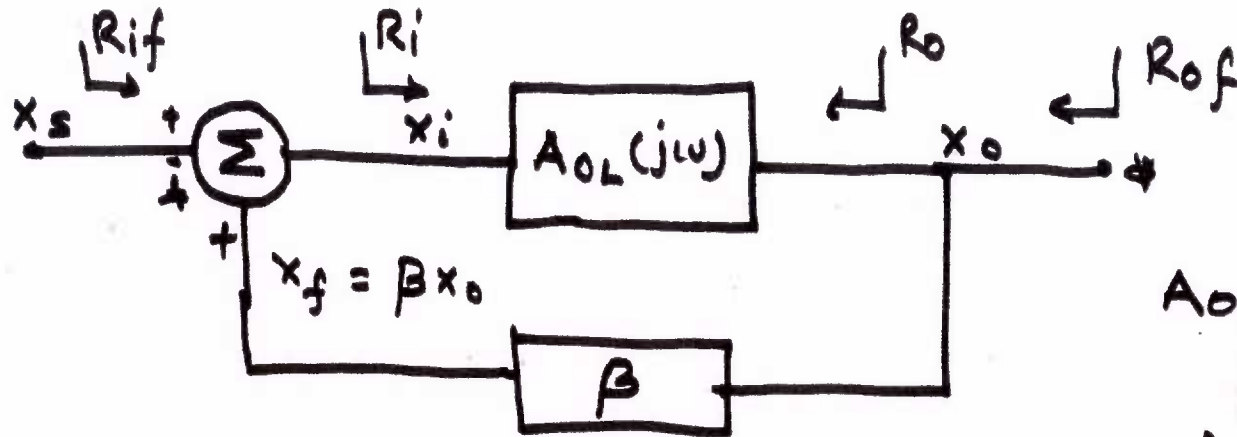 Rif
Ri
Ro
Rof
xs
+
Σ
xi
AOL(jω)
xo
+
xf = βxo
AO
β